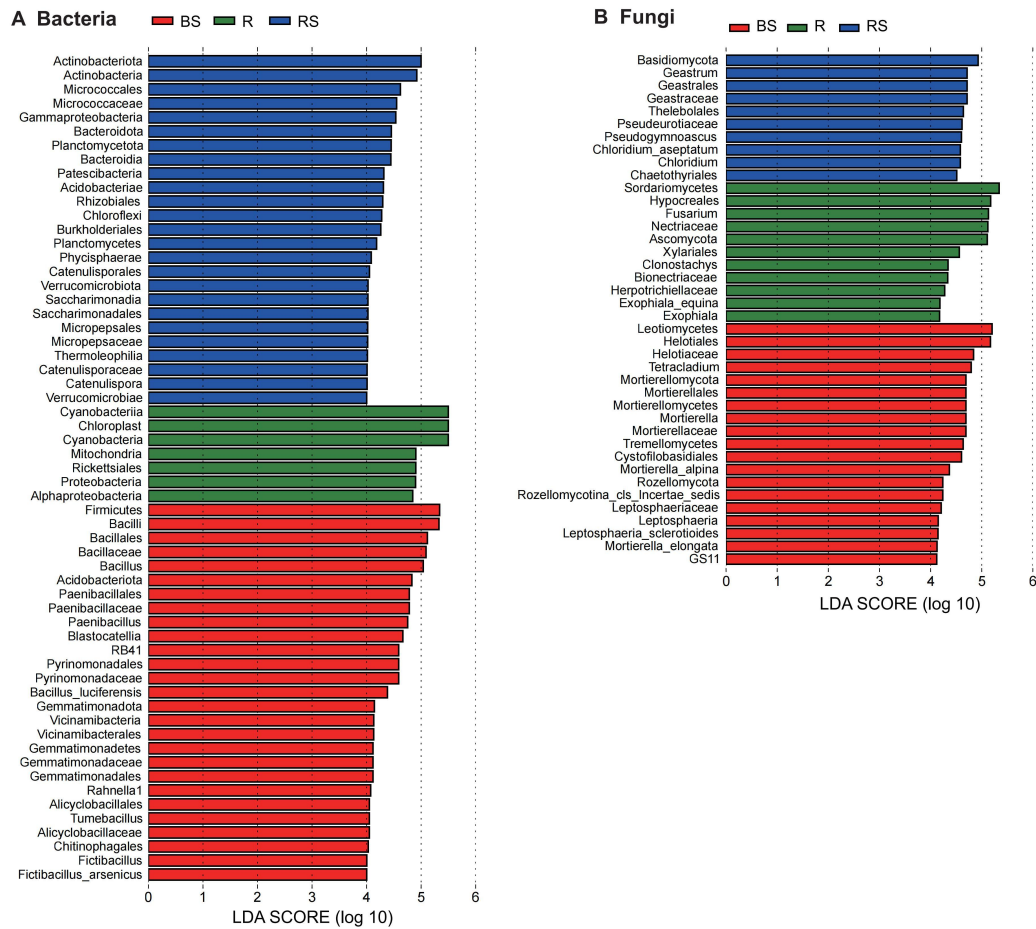 A Bacteria
BS R RS
Actinobacteriota
Actinobacteria
Micrococcales
Micrococcaceae
Gammaproteobacteria
Bacteroidota
Planctomycetota
Bacteroidia
Patescibacteria
Acidobacteriae
Rhizobiales
Chloroflexi
Burkholderiales
Planctomycetes
Phycisphaerae
Catenulisporales
Verrucomicrobiota
Saccharimonadia
Saccharimonadales
Micropepsales
Micropepsaceae
Thermoleophilia
Catenulisporaceae
Catenulispora
Verrucomicrobiae
Cyanobacteriia
Chloroplast
Cyanobacteria
Mitochondria
Rickettsiales
Proteobacteria
Alphaproteobacteria
Firmicutes
Bacilli
Bacillales
Bacillaceae
Bacillus
Acidobacteriota
Paenibacillales
Paenibacillaceae
Paenibacillus
Blastocatellia
RB41
Pyrinomonadales
Pyrinomonadaceae
Bacillus_luciferensis
Gemmatimonadota
Vicinamibacteria
Vicinamibacterales
Gemmatimonadetes
Gemmatimonadaceae
Gemmatimonadales
Rahnella1
Alicyclobacillales
Tumebacillus
Alicyclobacillaceae
Chitinophagales
Fictibacillus
Fictibacillus_arsenicus
0 1 2 3 4 5 6
LDA SCORE (log 10)
B Fungi
BS R RS
Basidiomycota
Geastrum
Geastrales
Geastraceae
Thelebolales
Pseudeurotiaceae
Pseudogymnoascus
Chloridium_aseptatum
Chloridium
Chaetothyriales
Sordariomycetes
Hypocreales
Fusarium
Nectriaceae
Ascomycota
Xylariales
Clonostachys
Bionectriaceae
Herpotrichiellaceae
Exophiala_equina
Exophiala
Leotiomycetes
Helotiales
Helotiaceae
Tetracladium
Mortierellomycota
Mortierellales
Mortierellomycetes
Mortierella
Mortierellaceae
Tremellomycetes
Cystofilobasidiales
Mortierella_alpina
Rozellomycota
Rozellomycotina_cls_Incertae_sedis
Leptosphaeriaceae
Leptosphaeria
Leptosphaeria_sclerotioides
Mortierella_elongata
GS11
0 1 2 3 4 5 6
LDA SCORE (log 10)